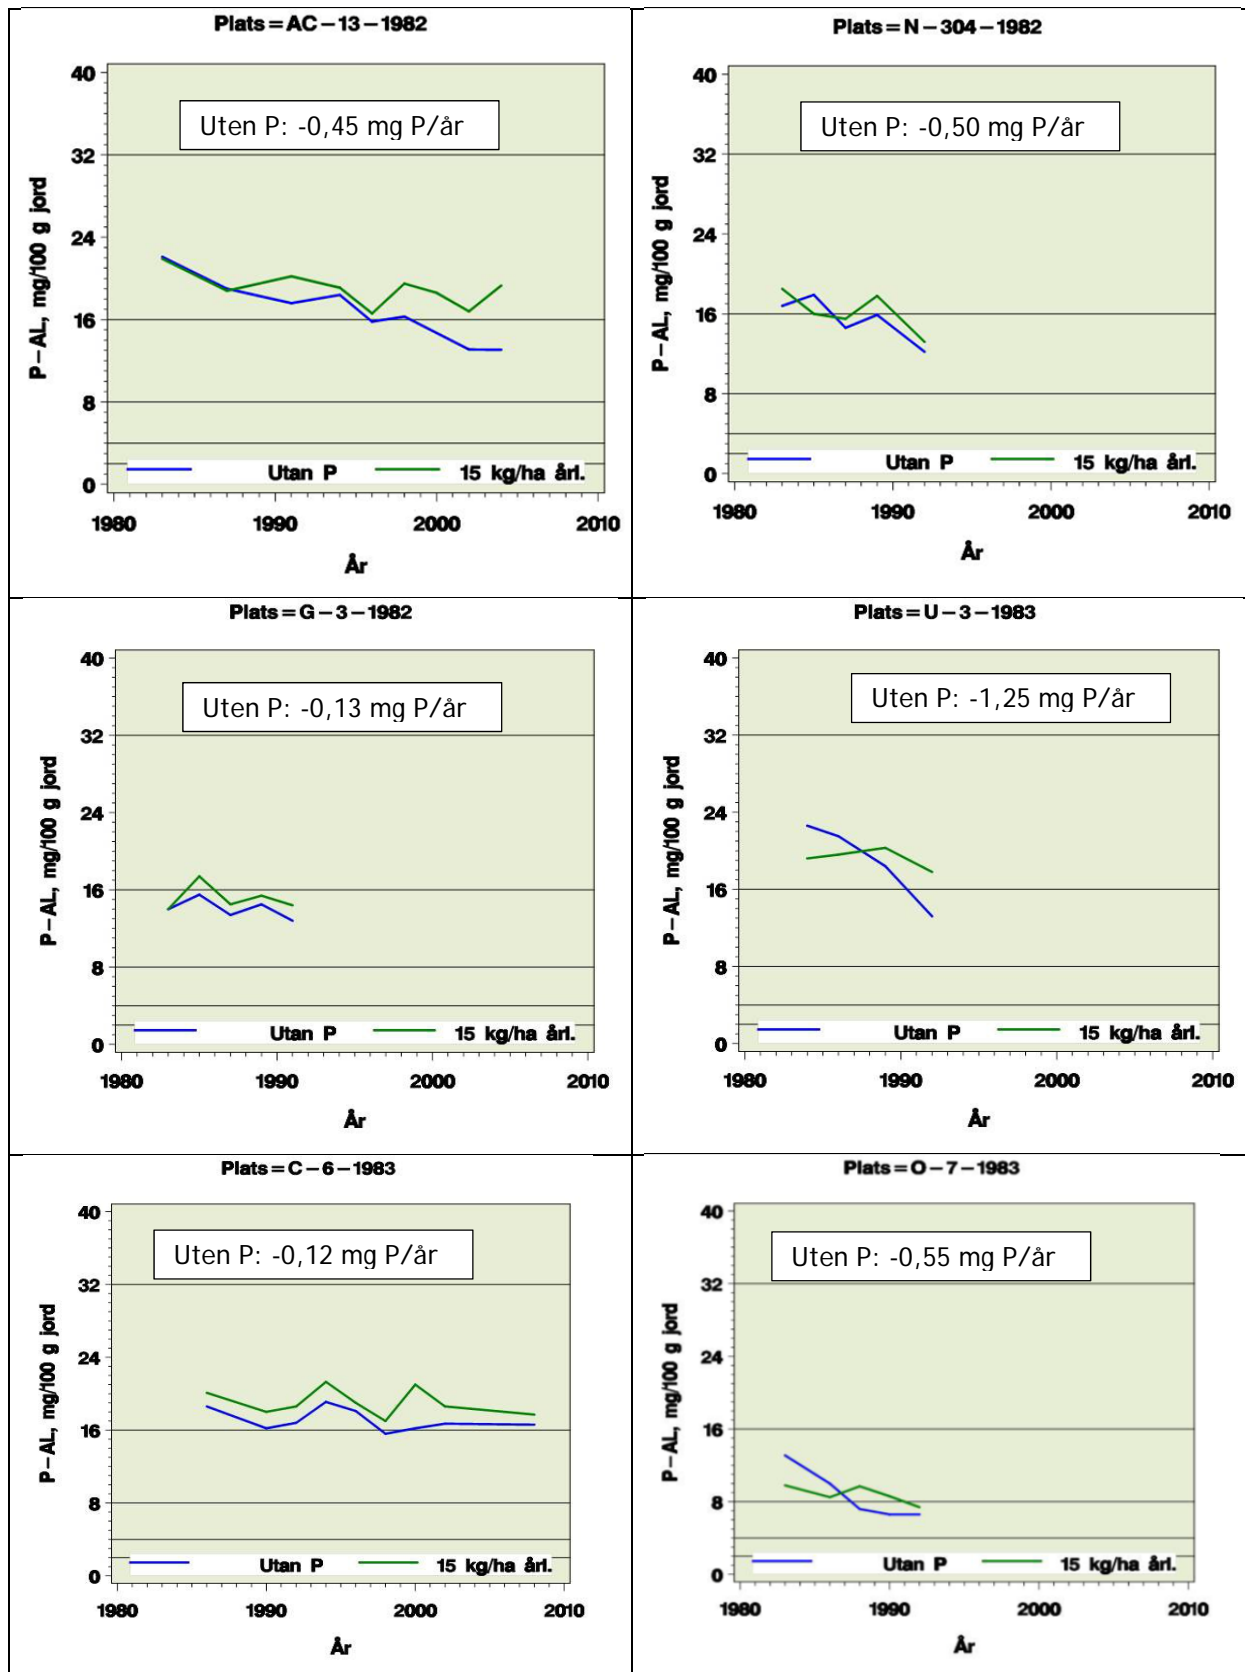 Plats=AC-13-1982
40
32
24
16
8
0
P-AL, mg/100 g jord
Uten P: -0,45 mg P/år
Utan P 15 kg/ha årl.
1980 1990 2000 2010
År
Plats=N-304-1982
40
32
24
16
8
0
P-AL, mg/100 g jord
Uten P: -0,50 mg P/år
Utan P 15 kg/ha årl.
1980 1990 2000 2010
År
Plats=G-3-1982
40
32
24
16
8
0
P-AL, mg/100 g jord
Uten P: -0,13 mg P/år
Utan P 15 kg/ha årl.
1980 1990 2000 2010
År
Plats=U-3-1983
40
32
24
16
8
0
P-AL, mg/100 g jord
Uten P: -1,25 mg P/år
Utan P 15 kg/ha årl.
1980 1990 2000 2010
År
Plats=C-6-1983
40
32
24
16
8
0
P-AL, mg/100 g jord
Uten P: -0,12 mg P/år
Utan P 15 kg/ha årl.
1980 1990 2000 2010
År
Plats=O-7-1983
40
32
24
16
8
0
P-AL, mg/100 g jord
Uten P: -0,55 mg P/år
Utan P 15 kg/ha årl.
1980 1990 2000 2010
År